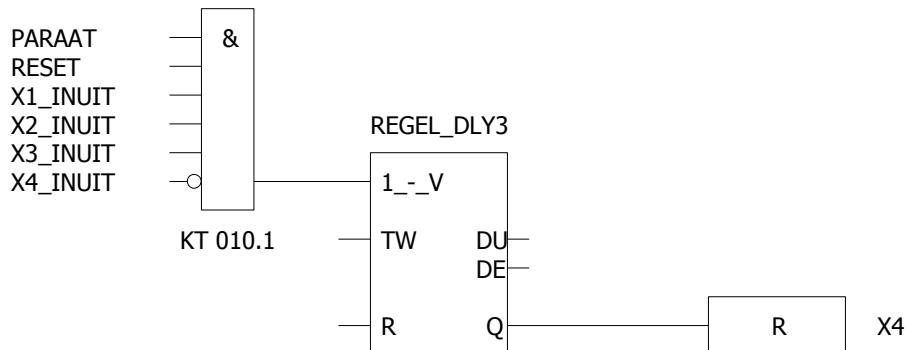 PARAAT
&
RESET
X1_INUIT
X2_INUIT
REGEL_DLY3
X3_INUIT
X4_INUIT
1_-_V
KT 010.1
TW
DU
DE
R
Q
R
X4